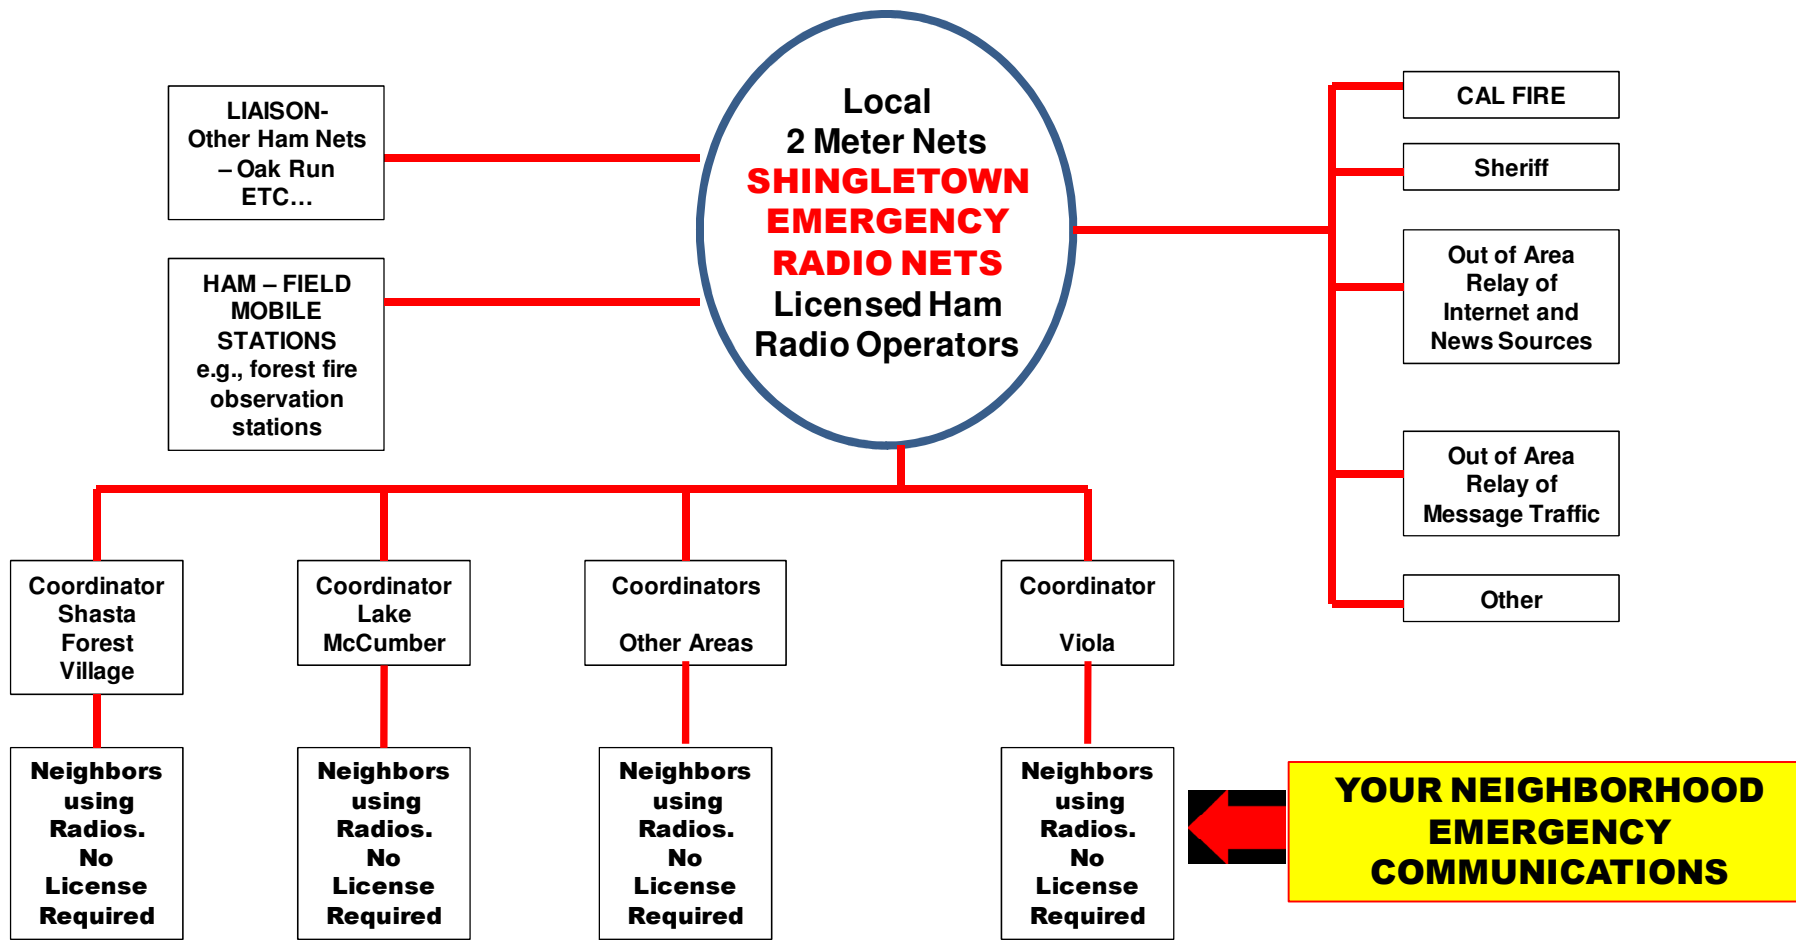 LIAISON-
Other Ham Nets
– Oak Run
ETC…
HAM – FIELD
MOBILE
STATIONS
e.g., forest fire
observation
stations
Local
2 Meter Nets
SHINGLETOWN
EMERGENCY
RADIO NETS
Licensed Ham
Radio Operators
CAL FIRE
Sheriff
Out of Area
Relay of
Internet and
News Sources
Out of Area
Relay of
Message Traffic
Other
Coordinator
Shasta
Forest
Village
Coordinator
Lake
McCumber
Coordinators
Other Areas
Coordinator
Viola
Neighbors
using
Radios.
No
License
Required
Neighbors
using
Radios.
No
License
Required
Neighbors
using
Radios.
No
License
Required
Neighbors
using
Radios.
No
License
Required
YOUR NEIGHBORHOOD
EMERGENCY
COMMUNICATIONS